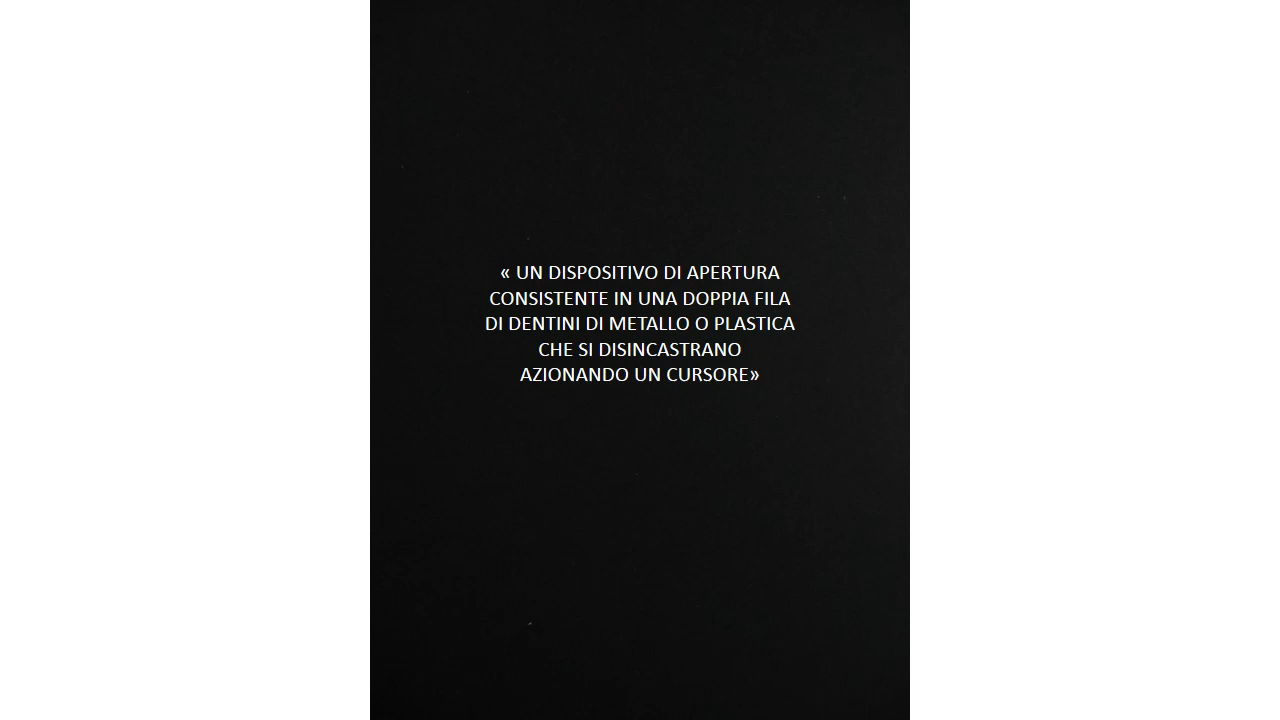 « UN DISPOSITIVO DI APERTURA
CONSISTENTE IN UNA DOPPIA FILA
DI DENTINI DI METALLO O PLASTICA
CHE SI DISINCASTRANO
AZIONANDO UN CURSORE»